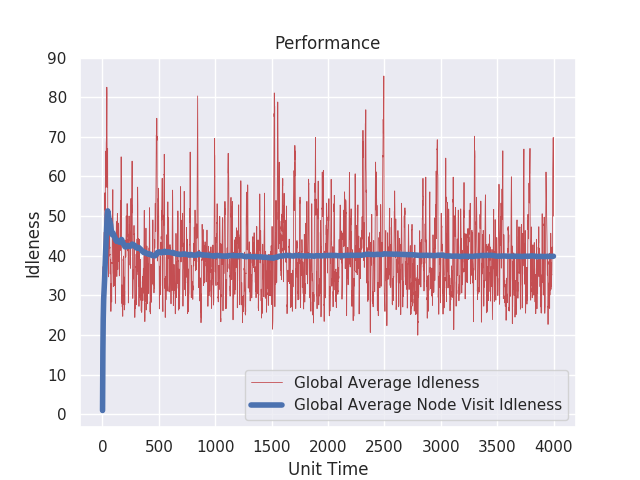 Performance
90
80
70
60
50
40
30
20
10
0
Idleness
Global Average Idleness
Global Average Node Visit Idleness
0 500 1000 1500 2000 2500 3000 3500 4000
Unit Time